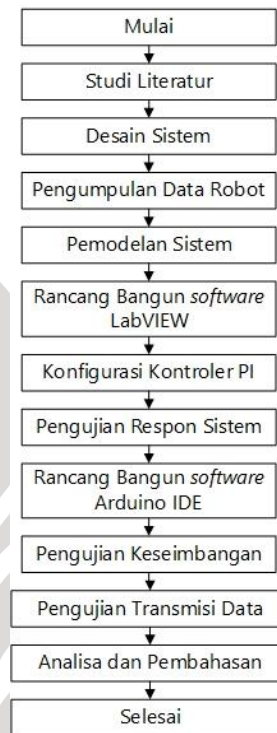 Mulai
Studi Literatur
Desain Sistem
Pengumpulan Data Robot
Pemodelan Sistem
Rancang Bangun software
LabVIEW
Konfigurasi Kontroler PI
Pengujian Respon Sistem
Rancang Bangun software
Arduino IDE
Pengujian Keseimbangan
Pengujian Transmisi Data
Analisa dan Pembahasan
Selesai